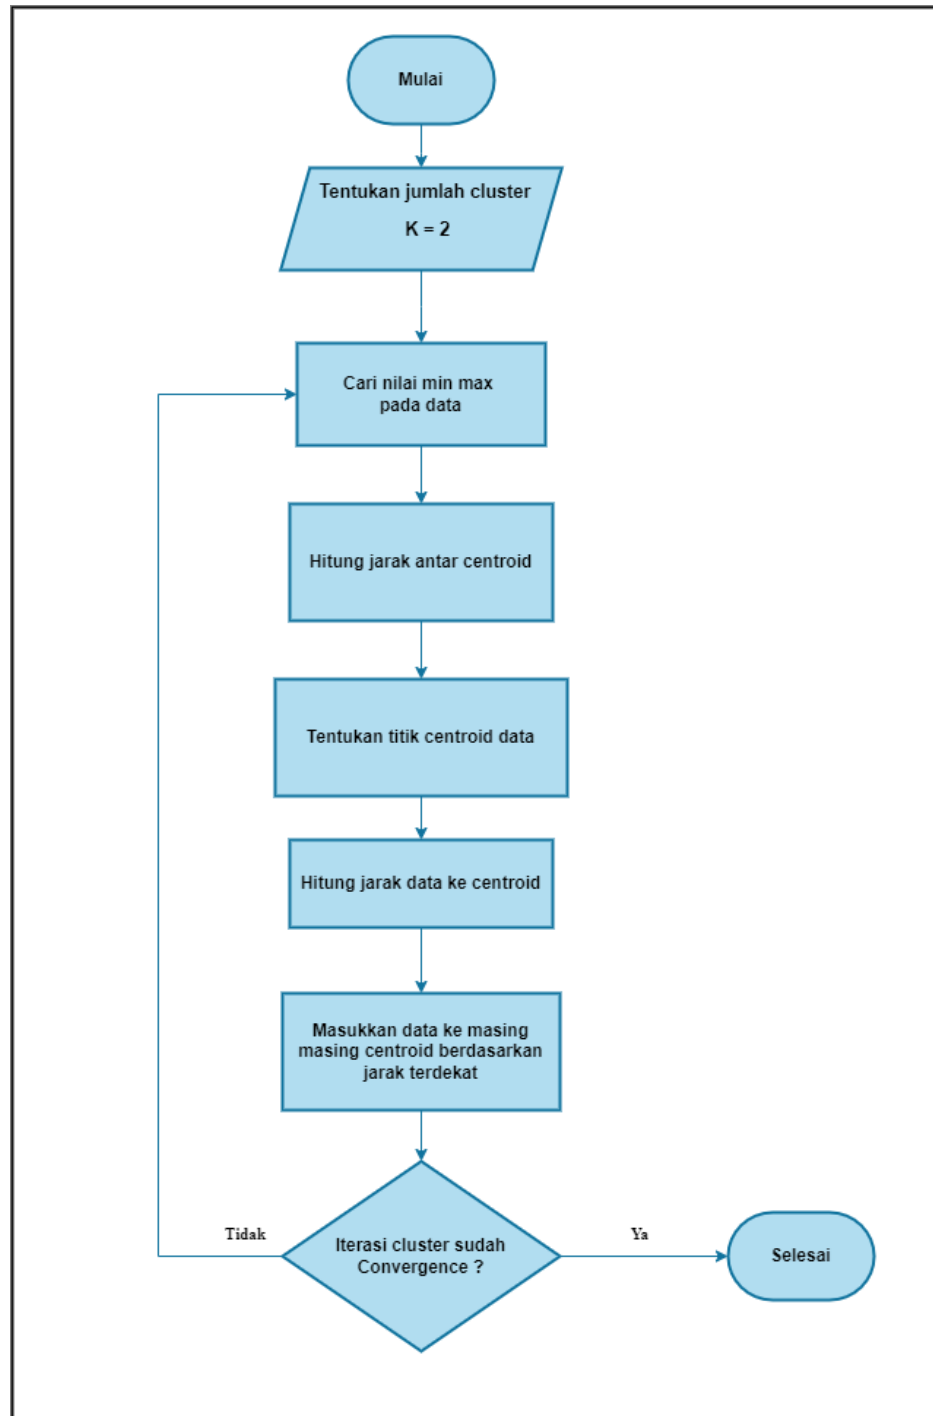 Mulai
Tentukan jumlah cluster
K = 2
Cari nilai min max
pada data
Hitung jarak antar centroid
Tentukan titik centroid data
Hitung jarak data ke centroid
Masukkan data ke masing
masing centroid berdasarkan
jarak terdekat
Iterasi cluster sudah
Convergence ?
Tidak
Ya
Selesai